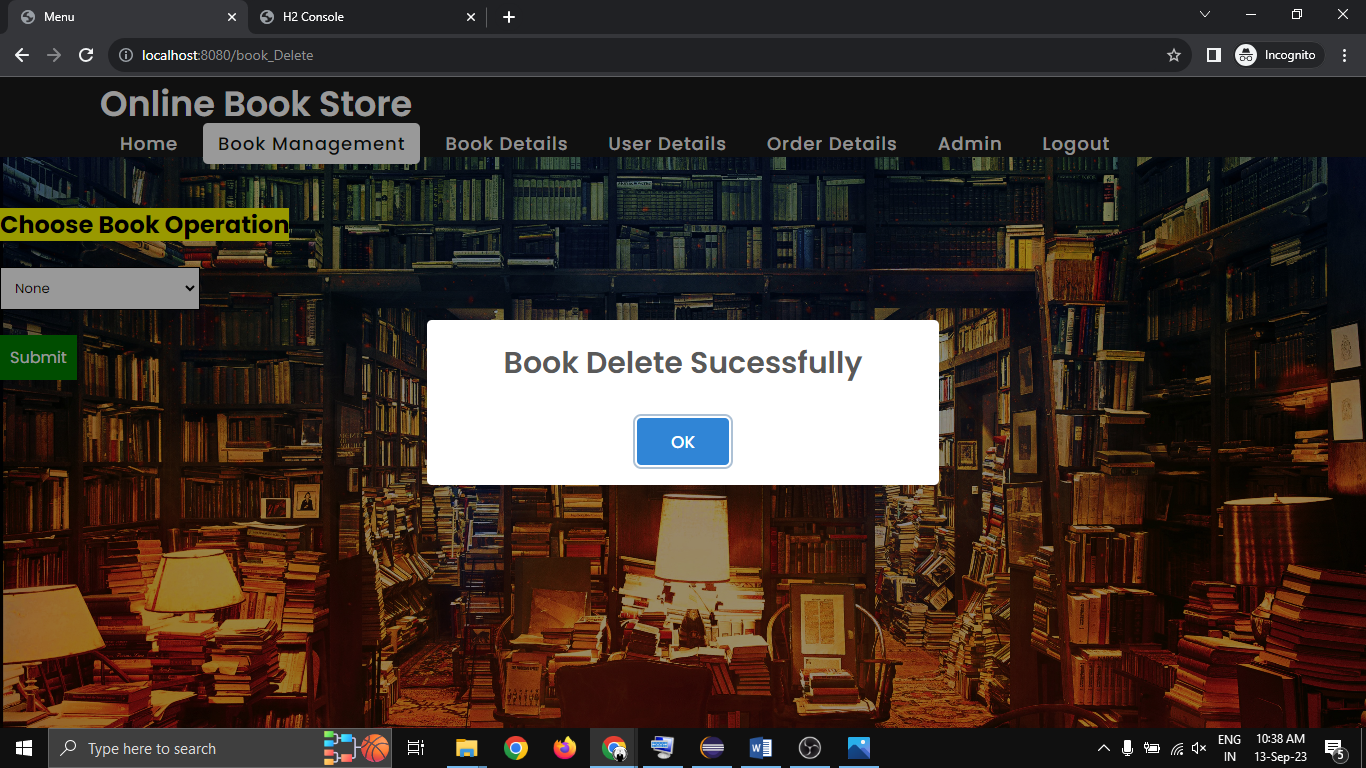 Menu
H2 Console
localhost:8080/book_Delete
Incognito
Online Book Store
Home Book Management Book Details User Details Order Details Admin Logout
Choose Book Operation
None
Submit
Book Delete Sucessfully
OK
Type here to search
ENG
IN
10:38 AM
13-Sep-23
5